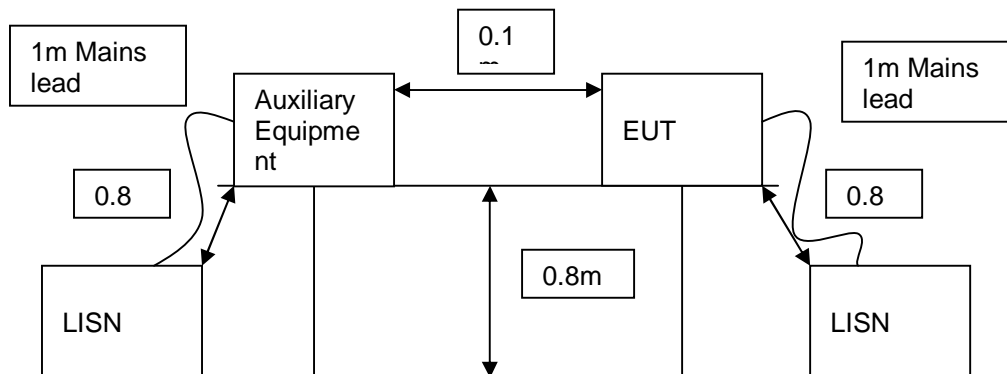 0.1
1m Mains
lead
1m Mains
lead
Auxiliary
Equipme
nt
EUT
0.8
0.8
0.8m
LISN
LISN